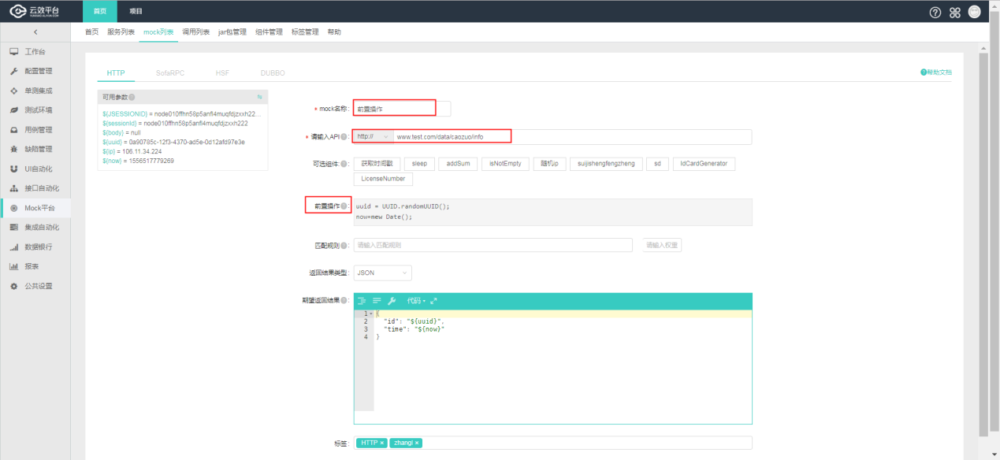 云效平台 首页 项目
YUNXIAO.ALIYUN.COM
首页 服务列表 mock列表 调用列表 jar包管理 组件管理 标签管理 帮助
工作台
配置管理
单测集成
测试环境
用例管理
缺陷管理
UI自动化
接口自动化
Mock平台
集成自动化
数据银行
报表
公共设置
HTTP SofaRPC HSF DUBBO
帮助文档
可用参数
${JSESSIONID} = node010ffhn58p5anfl4muqfdjzxxh22...
${sessionId} = node010ffhn58p5anfl4muqfdjzxxh222
${body} = null
${uuid} = 0a90785c-12f3-4370-ad5e-0d12afd97e3e
${ip} = 106.11.34.224
${now} = 1556517779269
* mock名称: 前置操作
* 请输入API: http:// www.test.com/data/caozuo/info
可选组件: 获取时间戳 sleep addSum isNotEmpty 随机ip suijishengfengzheng sd IdCardGenerator
LicenseNumber
前置操作: uuid = UUID.randomUUID();
now=new Date();
匹配规则: 请输入匹配规则 请输入权重
返回结果类型: JSON
期望返回结果: 代码
1 {
2 "id": "${uuid}",
3 "time": "${now}"
4 }
标签: HTTP × zhangl ×